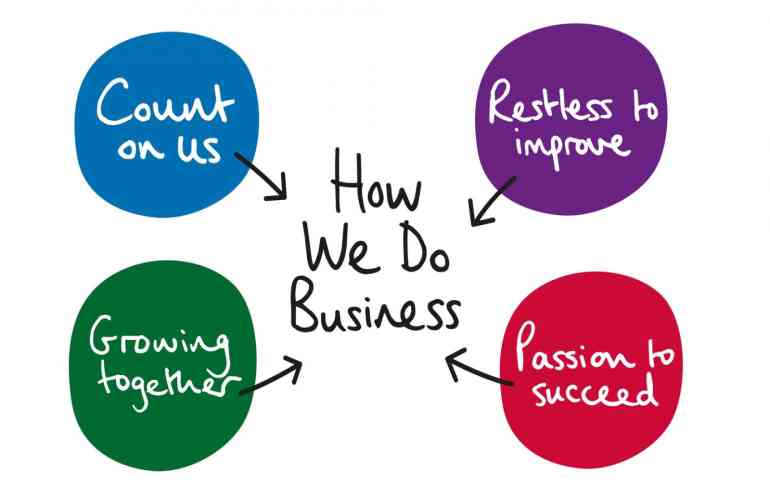 Count
on us
Restless to
improve
How
We Do
Business
Growing
together
Passion to
succeed